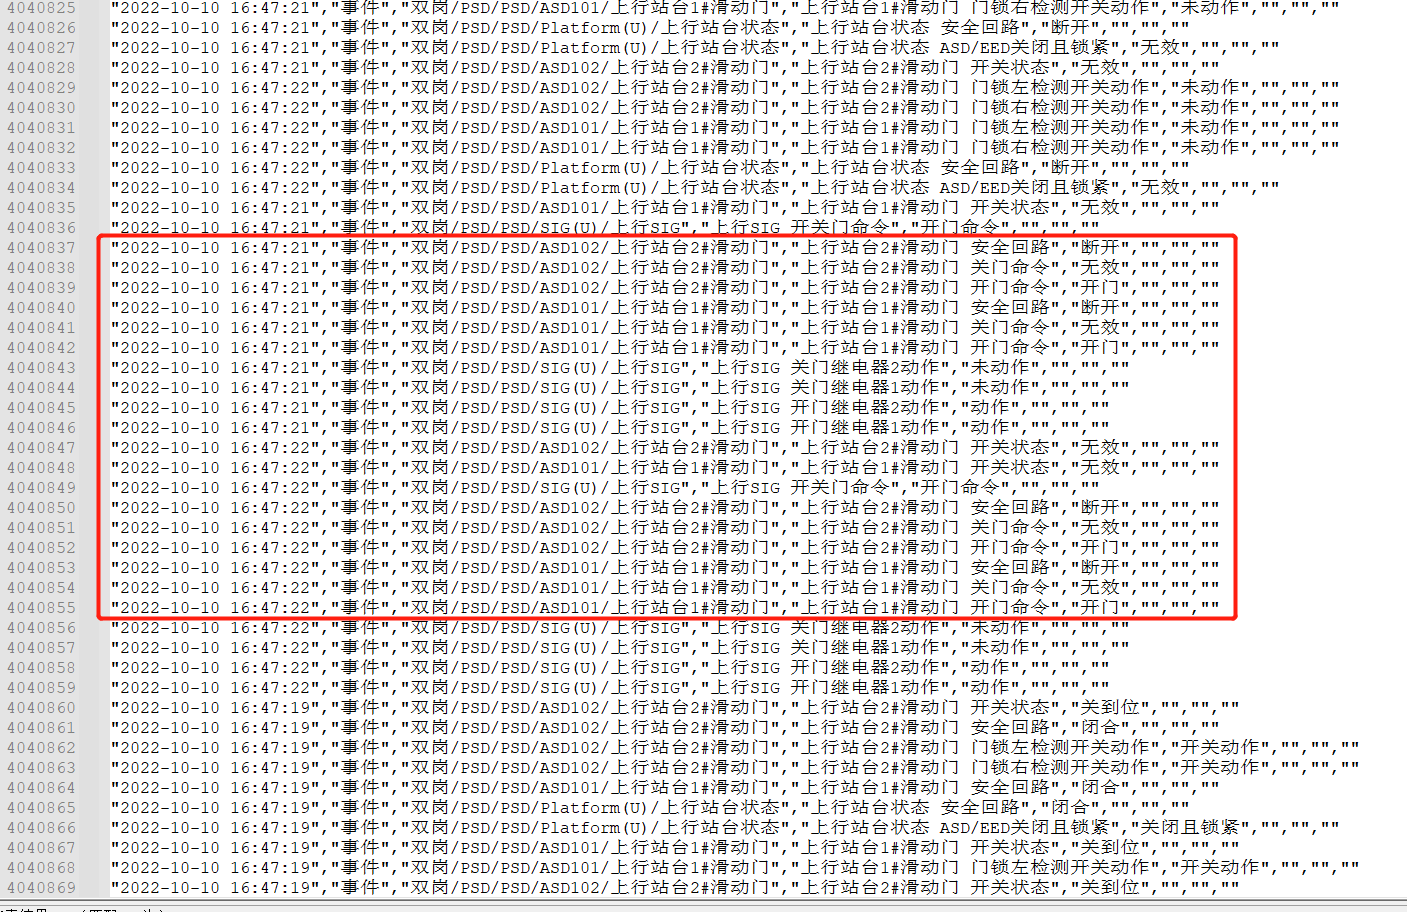 4040825 "2022-10-10 16:47:21","事件","双岗/PSD/PSD/ASD101/上行站台1#滑动门","上行站台1#滑动门 门锁右检测开关动作","未动作","","",""
4040826 "2022-10-10 16:47:21","事件","双岗/PSD/PSD/Platform(U)/上行站台状态","上行站台状态 安全回路","断开","","",""
4040827 "2022-10-10 16:47:21","事件","双岗/PSD/PSD/Platform(U)/上行站台状态","上行站台状态 ASD/EED关闭且锁紧","无效","","",""
4040828 "2022-10-10 16:47:21","事件","双岗/PSD/PSD/ASD102/上行站台2#滑动门","上行站台2#滑动门 开关状态","无效","","",""
4040829 "2022-10-10 16:47:22","事件","双岗/PSD/PSD/ASD102/上行站台2#滑动门","上行站台2#滑动门 门锁左检测开关动作","未动作","","",""
4040830 "2022-10-10 16:47:22","事件","双岗/PSD/PSD/ASD102/上行站台2#滑动门","上行站台2#滑动门 门锁右检测开关动作","未动作","","",""
4040831 "2022-10-10 16:47:22","事件","双岗/PSD/PSD/ASD101/上行站台1#滑动门","上行站台1#滑动门 门锁左检测开关动作","未动作","","",""
4040832 "2022-10-10 16:47:22","事件","双岗/PSD/PSD/ASD101/上行站台1#滑动门","上行站台1#滑动门 门锁右检测开关动作","未动作","","",""
4040833 "2022-10-10 16:47:22","事件","双岗/PSD/PSD/Platform(U)/上行站台状态","上行站台状态 安全回路","断开","","",""
4040834 "2022-10-10 16:47:22","事件","双岗/PSD/PSD/Platform(U)/上行站台状态","上行站台状态 ASD/EED关闭且锁紧","无效","","",""
4040835 "2022-10-10 16:47:21","事件","双岗/PSD/PSD/ASD101/上行站台1#滑动门","上行站台1#滑动门 开关状态","无效","","",""
4040836 "2022-10-10 16:47:21","事件","双岗/PSD/PSD/SIG(U)/上行SIG","上行SIG 开关门命令","开门命令","","",""
4040837 "2022-10-10 16:47:21","事件","双岗/PSD/PSD/ASD102/上行站台2#滑动门","上行站台2#滑动门 安全回路","断开","","",""
4040838 "2022-10-10 16:47:21","事件","双岗/PSD/PSD/ASD102/上行站台2#滑动门","上行站台2#滑动门 关门命令","无效","","",""
4040839 "2022-10-10 16:47:21","事件","双岗/PSD/PSD/ASD102/上行站台2#滑动门","上行站台2#滑动门 开门命令","开门","","",""
4040840 "2022-10-10 16:47:21","事件","双岗/PSD/PSD/ASD101/上行站台1#滑动门","上行站台1#滑动门 安全回路","断开","","",""
4040841 "2022-10-10 16:47:21","事件","双岗/PSD/PSD/ASD101/上行站台1#滑动门","上行站台1#滑动门 关门命令","无效","","",""
4040842 "2022-10-10 16:47:21","事件","双岗/PSD/PSD/ASD101/上行站台1#滑动门","上行站台1#滑动门 开门命令","开门","","",""
4040843 "2022-10-10 16:47:21","事件","双岗/PSD/PSD/SIG(U)/上行SIG","上行SIG 关门继电器2动作","未动作","","",""
4040844 "2022-10-10 16:47:21","事件","双岗/PSD/PSD/SIG(U)/上行SIG","上行SIG 关门继电器1动作","未动作","","",""
4040845 "2022-10-10 16:47:21","事件","双岗/PSD/PSD/SIG(U)/上行SIG","上行SIG 开门继电器2动作","动作","","",""
4040846 "2022-10-10 16:47:21","事件","双岗/PSD/PSD/SIG(U)/上行SIG","上行SIG 开门继电器1动作","动作","","",""
4040847 "2022-10-10 16:47:22","事件","双岗/PSD/PSD/ASD102/上行站台2#滑动门","上行站台2#滑动门 开关状态","无效","","",""
4040848 "2022-10-10 16:47:22","事件","双岗/PSD/PSD/ASD101/上行站台1#滑动门","上行站台1#滑动门 开关状态","无效","","",""
4040849 "2022-10-10 16:47:22","事件","双岗/PSD/PSD/SIG(U)/上行SIG","上行SIG 开关门命令","开门命令","","",""
4040850 "2022-10-10 16:47:22","事件","双岗/PSD/PSD/ASD102/上行站台2#滑动门","上行站台2#滑动门 安全回路","断开","","",""
4040851 "2022-10-10 16:47:22","事件","双岗/PSD/PSD/ASD102/上行站台2#滑动门","上行站台2#滑动门 关门命令","无效","","",""
4040852 "2022-10-10 16:47:22","事件","双岗/PSD/PSD/ASD102/上行站台2#滑动门","上行站台2#滑动门 开门命令","开门","","",""
4040853 "2022-10-10 16:47:22","事件","双岗/PSD/PSD/ASD101/上行站台1#滑动门","上行站台1#滑动门 安全回路","断开","","",""
4040854 "2022-10-10 16:47:22","事件","双岗/PSD/PSD/ASD101/上行站台1#滑动门","上行站台1#滑动门 关门命令","无效","","",""
4040855 "2022-10-10 16:47:22","事件","双岗/PSD/PSD/ASD101/上行站台1#滑动门","上行站台1#滑动门 开门命令","开门","","",""
4040856 "2022-10-10 16:47:22","事件","双岗/PSD/PSD/SIG(U)/上行SIG","上行SIG 关门继电器2动作","未动作","","",""
4040857 "2022-10-10 16:47:22","事件","双岗/PSD/PSD/SIG(U)/上行SIG","上行SIG 关门继电器1动作","未动作","","",""
4040858 "2022-10-10 16:47:22","事件","双岗/PSD/PSD/SIG(U)/上行SIG","上行SIG 开门继电器2动作","动作","","",""
4040859 "2022-10-10 16:47:22","事件","双岗/PSD/PSD/SIG(U)/上行SIG","上行SIG 开门继电器1动作","动作","","",""
4040860 "2022-10-10 16:47:19","事件","双岗/PSD/PSD/ASD102/上行站台2#滑动门","上行站台2#滑动门 开关状态","关到位","","",""
4040861 "2022-10-10 16:47:19","事件","双岗/PSD/PSD/ASD102/上行站台2#滑动门","上行站台2#滑动门 安全回路","闭合","","",""
4040862 "2022-10-10 16:47:19","事件","双岗/PSD/PSD/ASD102/上行站台2#滑动门","上行站台2#滑动门 门锁左检测开关动作","开关动作","","",""
4040863 "2022-10-10 16:47:19","事件","双岗/PSD/PSD/ASD102/上行站台2#滑动门","上行站台2#滑动门 门锁右检测开关动作","开关动作","","",""
4040864 "2022-10-10 16:47:19","事件","双岗/PSD/PSD/ASD101/上行站台1#滑动门","上行站台1#滑动门 安全回路","闭合","","",""
4040865 "2022-10-10 16:47:19","事件","双岗/PSD/PSD/Platform(U)/上行站台状态","上行站台状态 安全回路","闭合","","",""
4040866 "2022-10-10 16:47:19","事件","双岗/PSD/PSD/Platform(U)/上行站台状态","上行站台状态 ASD/EED关闭且锁紧","关闭且锁紧","","",""
4040867 "2022-10-10 16:47:19","事件","双岗/PSD/PSD/ASD101/上行站台1#滑动门","上行站台1#滑动门 开关状态","关到位","","",""
4040868 "2022-10-10 16:47:19","事件","双岗/PSD/PSD/ASD101/上行站台1#滑动门","上行站台1#滑动门 门锁左检测开关动作","开关动作","","",""
4040869 "2022-10-10 16:47:19","事件","双岗/PSD/PSD/ASD102/上行站台2#滑动门","上行站台2#滑动门 开关状态","关到位","","",""